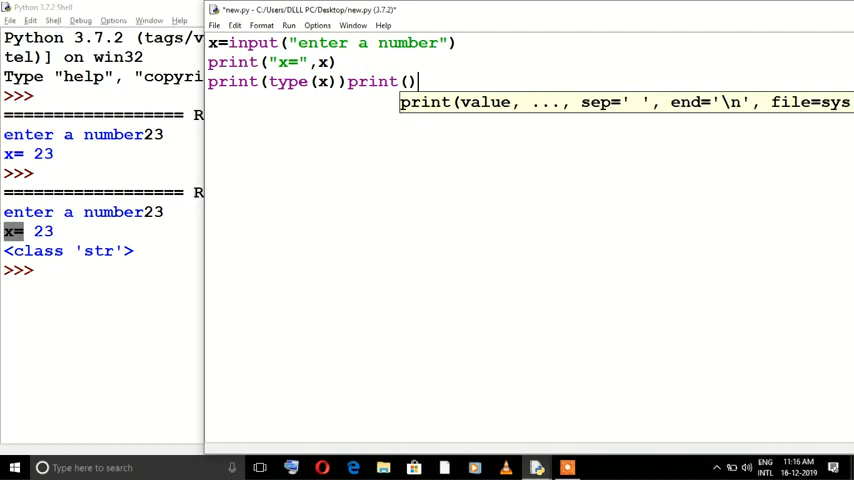 Python 3.7.2 Shell
File Edit Shell Debug Options Window Help
Python 3.7.2 (tags/v
tel)] on win32
Type "help", "copyri
>>>
================== R
enter a number23
x= 23
>>>
================== R
enter a number23
x= 23
<class 'str'>
>>>
*new.py - C:/Users/DELL PC/Desktop/new.py (3.7.2)*
File Edit Format Run Options Window Help
x=input("enter a number")
print("x=",x)
print(type(x))print()
print(value, ..., sep=' ', end='\n', file=sys
Type here to search
ENG
INTL
11:16 AM
16-12-2019